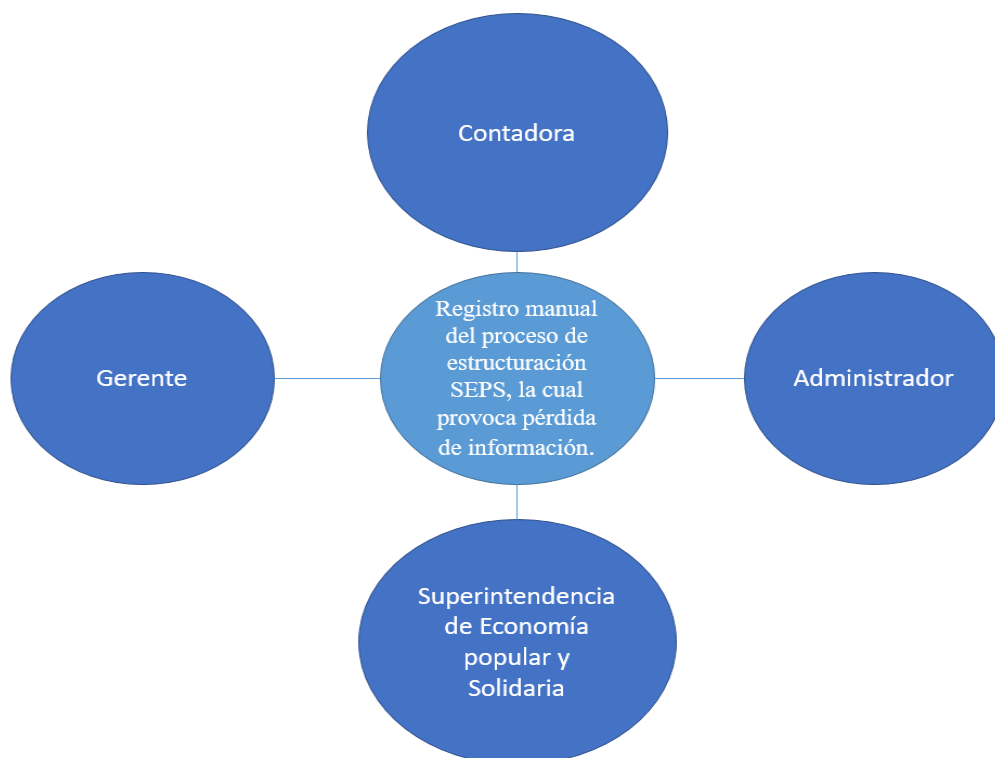 Contadora
Registro manual
del proceso de
estructuración
SEPS, la cual
provoca pérdida
de información.
Gerente
Administrador
Superintendencia
de Economía
popular y
Solidaria